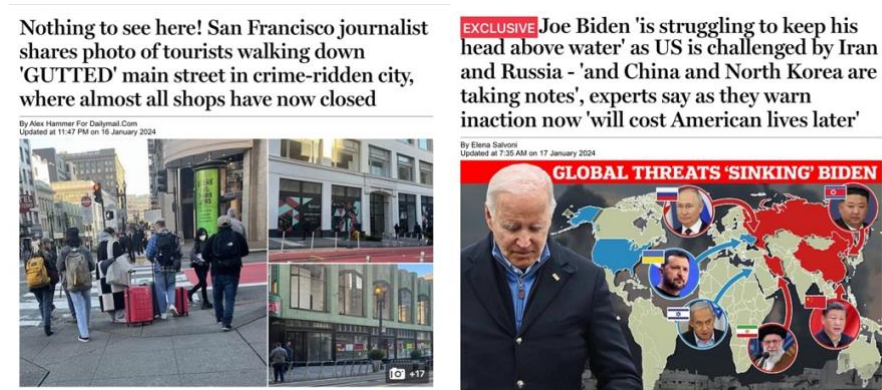 Nothing to see here! San Francisco journalist
shares photo of tourists walking down
'GUTTED' main street in crime-ridden city,
where almost all shops have now closed
By Alex Hammer For Dailymail.Com
Updated at 11:47 PM on 16 January 2024
+17
EXCLUSIVE Joe Biden 'is struggling to keep his
head above water' as US is challenged by Iran
and Russia - 'and China and North Korea are
taking notes', experts say as they warn
inaction now 'will cost American lives later'
By Elena Salvoni
Updated at 7:35 AM on 17 January 2024
GLOBAL THREATS 'SINKING' BIDEN